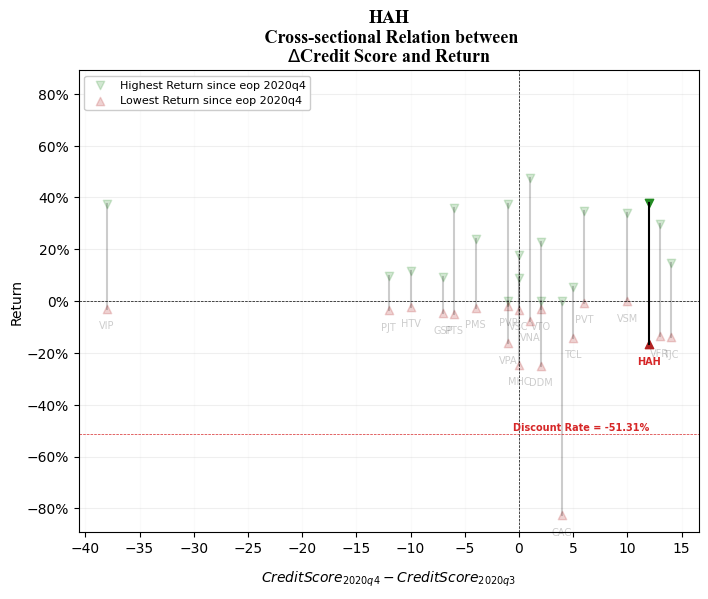 HAH
Cross-sectional Relation between
ΔCredit Score and Return
Highest Return since eop 2020q4
Lowest Return since eop 2020q4
80%
60%
40%
20%
0%
−20%
−40%
−60%
−80%
Return
VIP
PJT
HTV
GSP
PTS
PMS
VPA
MHC
VNA
VTO
DDM
TCL
PVT
VSM
HAH
TJC
Discount Rate = -51.31%
−40
−35
−30
−25
−20
−15
−10
−5
0
5
10
15
CreditScore2020q4 − CreditScore2020q3